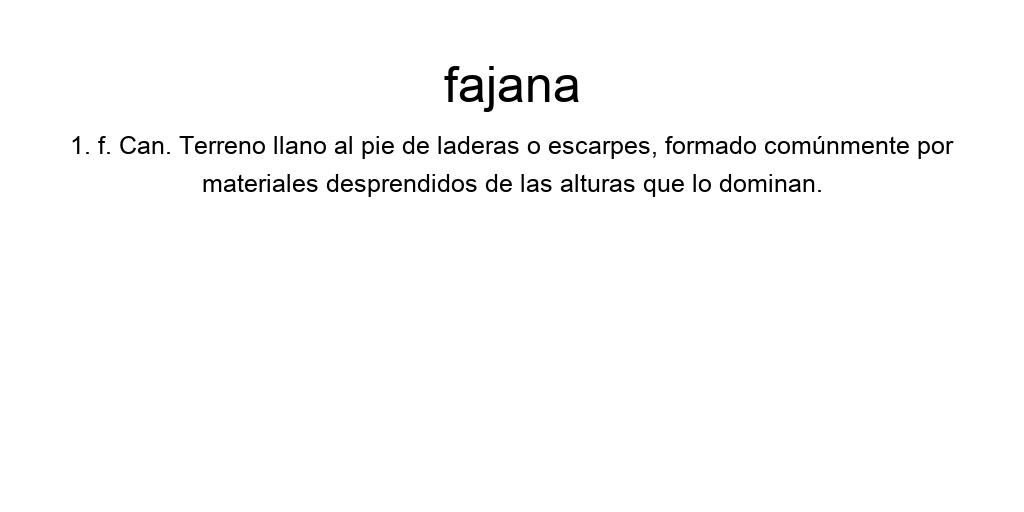 fajana
1. f. Can. Terreno llano al pie de laderas o escarpes, formado comúnmente por
materiales desprendidos de las alturas que lo dominan.